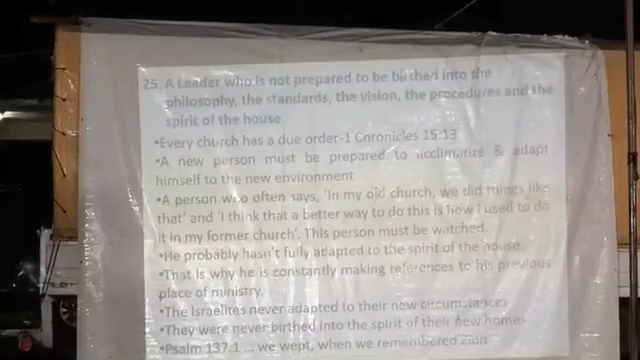 25. A Leader who is not prepared to be birthed into the
philosophy, the standards, the vision, the procedures and the
spirit of the house
•Every church has a due order-1 Chronicles 15:13
•A new person must be prepared to acclimatize & adapt
himself to the new environment
•A person who often says, 'In my old church, we did things like
that' and 'I think that a better way to do this is how I used to do
it in my former church'. This person must be watched.
•He probably hasn't fully adapted to the spirit of the house.
•That is why he is constantly making references to his previous
place of ministry.
•The Israelites never adapted to their new circumstances
•They were never birthed into the spirit of their new homes
•Psalm 137:1 ... we wept, when we remembered Zion